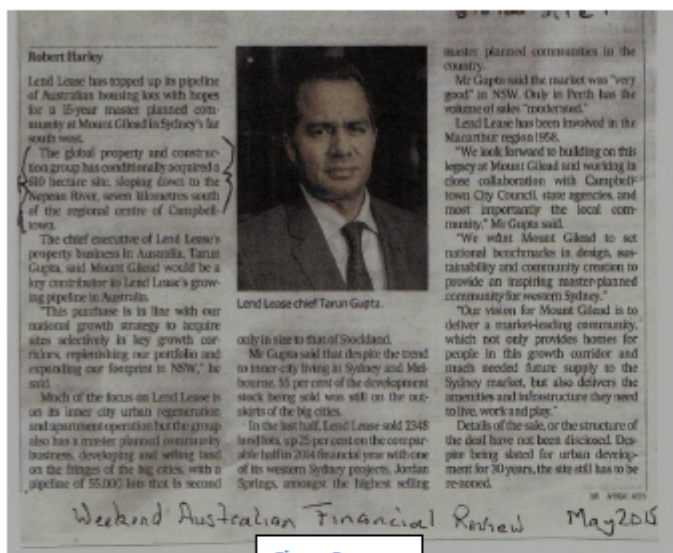 Robert Harley
Lend Lease has topped up its pipeline
of Australian housing lots with hopes
for a 15-year master planned com-
munity at Mount Gilead in Sydney's far
south west.
The global property and construc-
tion group has conditionally acquired a
610 hectare site, sloping down to the
Nepean River, seven kilometres south
of the regional centre of Campbell-
town.
The chief executive of Lend Lease's
property business in Australia, Tarun
Gupta, said Mount Gilead would be a
key contributor to Lend Lease's grow-
ing pipeline in Australia.
"This purchase is in line with our
national growth strategy to acquire
sites selectively in key growth cor-
ridors, replenishing our portfolio and
expanding our footprint in NSW," he
said.
Much of the focus on Lend Lease is
on its inner city urban regeneration
and apartment operation but the group
also has a master planned community
business, developing and selling land
on the fringes of the big cities, with a
pipeline of 55,000 lots that is second
Lend Lease chief Tarun Gupta.
only in size to that of Stockland.
Mr Gupta said that despite the trend
to inner-city living in Sydney and Mel-
bourne, 55 per cent of the development
stock being sold was still on the out-
skirts of the big cities.
In the last half, Lend Lease sold 2348
land lots, up 25 per cent on the compar-
able half in 2014 financial year with one
of its western Sydney projects, Jordan
Springs, amongst the highest selling
master planned communities in the
country.
Mr Gupta said the market was "very
good" in NSW. Only in Perth has the
volume of sales "moderated."
Lend Lease has been involved in the
Macarthur region 1958.
"We look forward to building on this
legacy at Mount Gilead and working in
close collaboration with Campbell-
town City Council, state agencies, and
most importantly the local com-
munity," Mr Gupta said.
"We want Mount Gilead to set
national benchmarks in design, sus-
tainability and community creation to
provide an inspiring master-planned
community for western Sydney."
"Our vision for Mount Gilead is to
deliver a market-leading community,
which not only provides homes for
people in this growth corridor and
much needed future supply to the
Sydney market, but also delivers the
amenities and infrastructure they need
to live, work and play."
Details of the sale, or the structure of
the deal have not been disclosed. Des-
pite being slated for urban develop-
ment for 30 years, the site still has to be
re-zoned.
Weekend Australian Financial Review May 2015